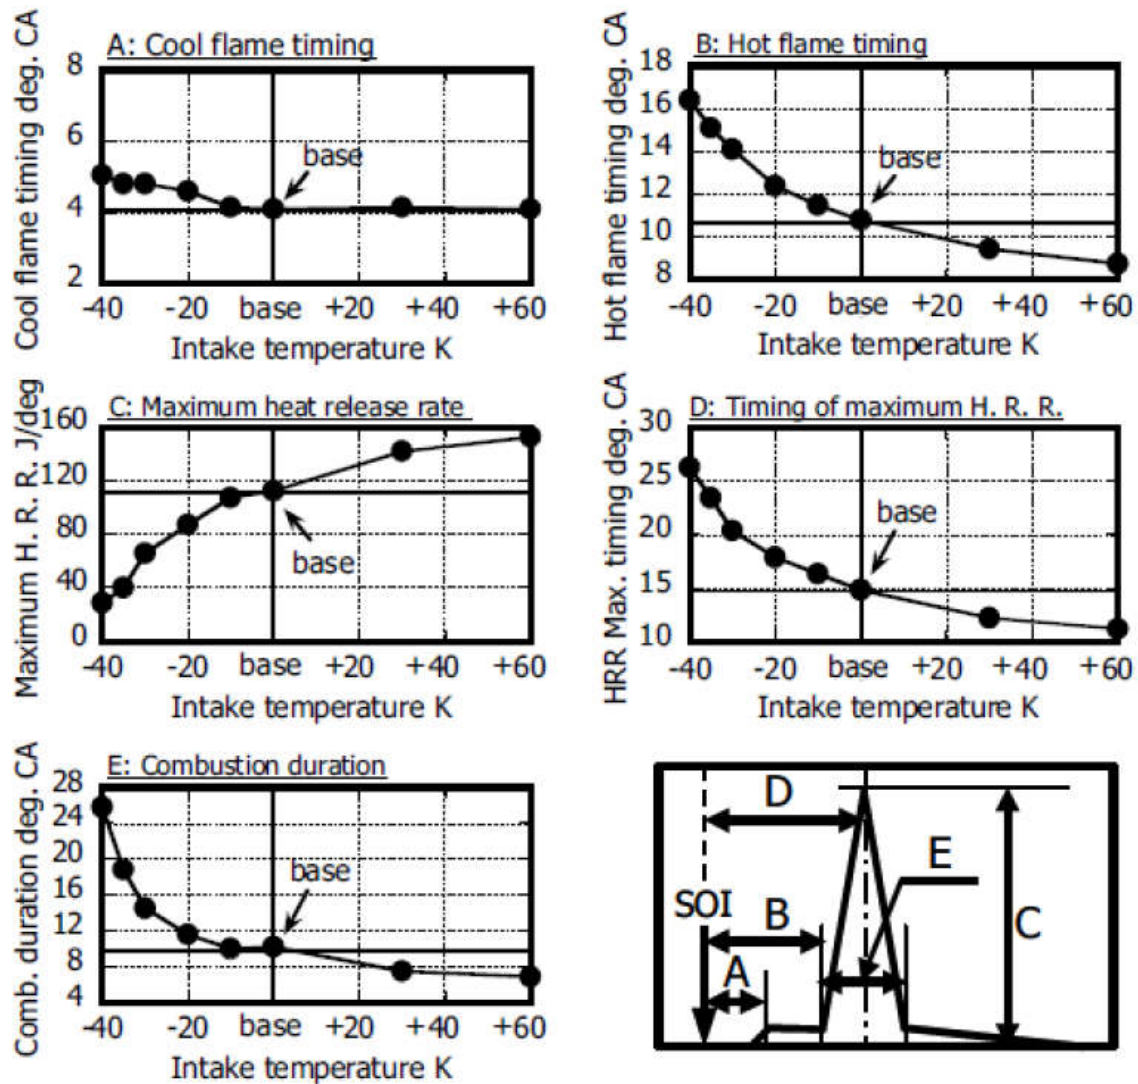 A: Cool flame timing
Cool flame timing deg. CA
8
6
4
2
base
-40 -20 base +20 +40 +60
Intake temperature K
B: Hot flame timing
Hot flame timing deg. CA
18
16
14
12
10
8
base
-40 -20 base +20 +40 +60
Intake temperature K
C: Maximum heat release rate
Maximum H. R. R. J/deg
160
120
80
40
0
base
-40 -20 base +20 +40 +60
Intake temperature K
D: Timing of maximum H. R. R.
HRR Max. timing deg. CA
30
25
20
15
10
base
-40 -20 base +20 +40 +60
Intake temperature K
E: Combustion duration
Comb. duration deg. CA
28
24
20
16
12
8
4
base
-40 -20 base +20 +40 +60
Intake temperature K
D
E
SOI
B
C
A